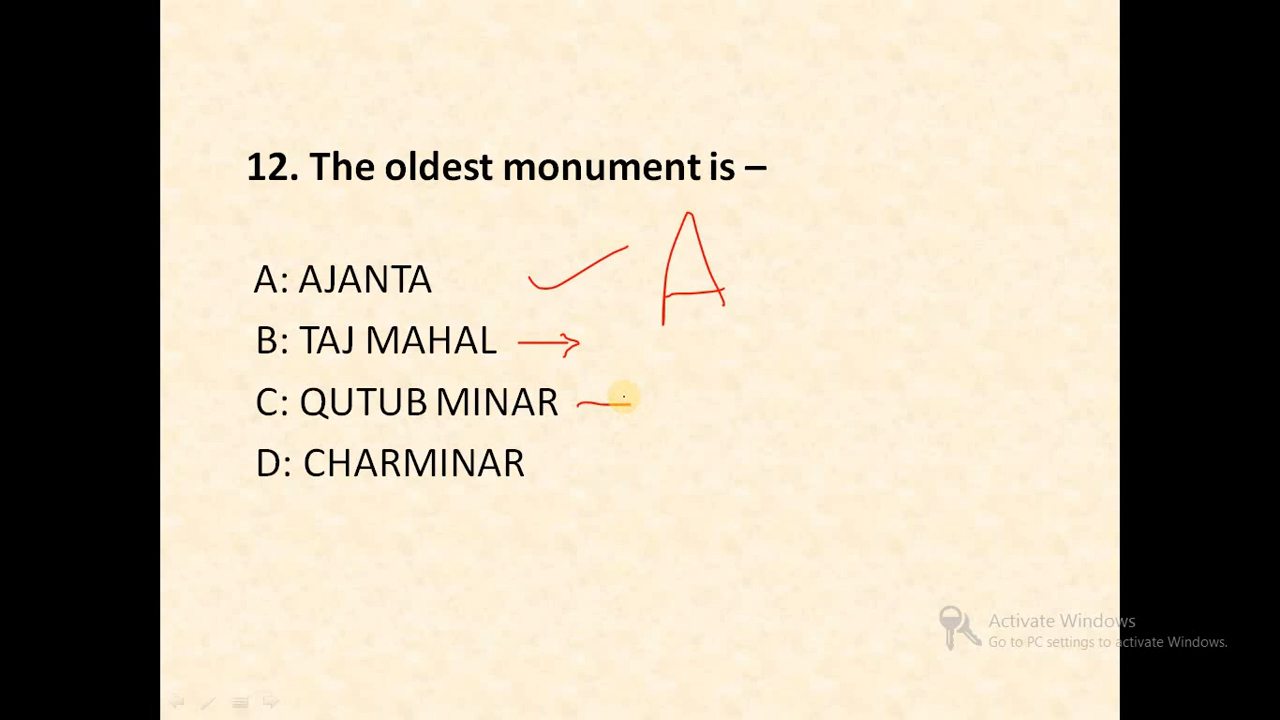 12. The oldest monument is –
A: AJANTA
A
B: TAJ MAHAL
C: QUTUB MINAR
D: CHARMINAR
Activate Windows
Go to PC settings to activate Windows.